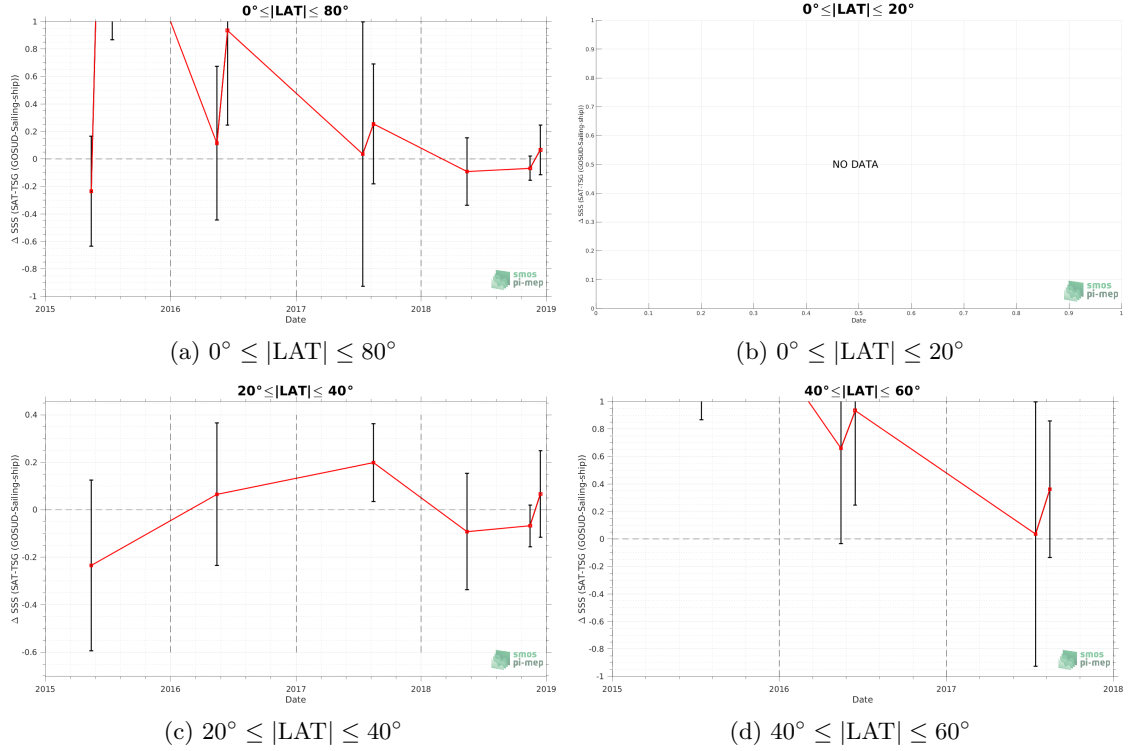 0°≤|LAT|≤ 80°
Δ SSS (SAT-TSG (GOSUD-Sailing-ship))
1
0.8
0.6
0.4
0.2
0
-0.2
-0.4
-0.6
-0.8
-1
2015 2016 2017 2018 2019
Date
smos
pi-mep
(a) 0° ≤ |LAT| ≤ 80°
0°≤|LAT|≤ 20°
Δ SSS (SAT-TSG (GOSUD-Sailing-ship))
1
0.9
0.8
0.7
0.6
0.5
0.4
0.3
0.2
0.1
0
NO DATA
0 0.1 0.2 0.3 0.4 0.5 0.6 0.7 0.8 0.9 1
Date
smos
pi-mep
(b) 0° ≤ |LAT| ≤ 20°
20°≤|LAT|≤ 40°
Δ SSS (SAT-TSG (GOSUD-Sailing-ship))
0.4
0.2
0
-0.2
-0.4
-0.6
2015 2016 2017 2018 2019
Date
smos
pi-mep
(c) 20° ≤ |LAT| ≤ 40°
40°≤|LAT|≤ 60°
Δ SSS (SAT-TSG (GOSUD-Sailing-ship))
1
0.8
0.6
0.4
0.2
0
-0.2
-0.4
-0.6
-0.8
-1
2015 2016 2017 2018
Date
smos
pi-mep
(d) 40° ≤ |LAT| ≤ 60°